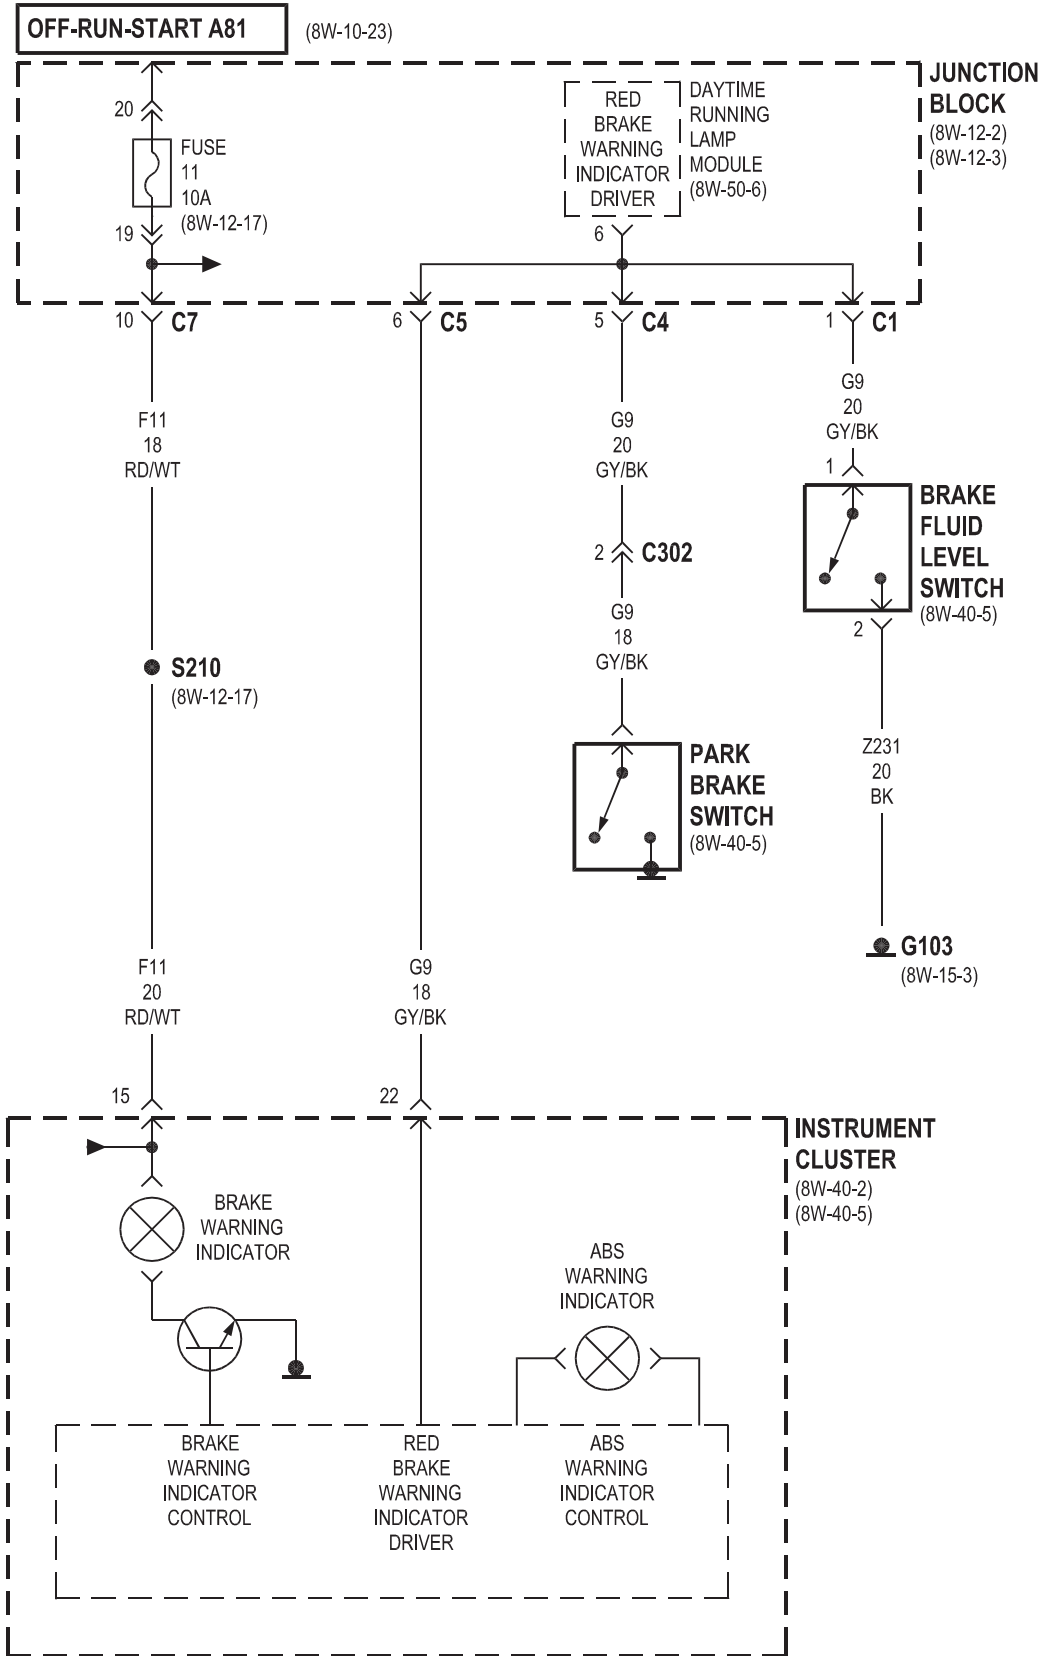 OFF-RUN-START A81
(8W-10-23)
JUNCTION
BLOCK
(8W-12-2)
(8W-12-3)
20
FUSE
11
10A
(8W-12-17)
19
RED
BRAKE
WARNING
INDICATOR
DRIVER
DAYTIME
RUNNING
LAMP
MODULE
(8W-50-6)
6
10
C7
6
C5
5
C4
1
C1
F11
18
RD/WT
G9
20
GY/BK
G9
20
GY/BK
1
BRAKE
FLUID
LEVEL
SWITCH
(8W-40-5)
2
2
C302
G9
18
GY/BK
S210
(8W-12-17)
PARK
BRAKE
SWITCH
(8W-40-5)
Z231
20
BK
G103
(8W-15-3)
F11
20
RD/WT
G9
18
GY/BK
15
22
INSTRUMENT
CLUSTER
(8W-40-2)
(8W-40-5)
BRAKE
WARNING
INDICATOR
ABS
WARNING
INDICATOR
BRAKE
WARNING
INDICATOR
CONTROL
RED
BRAKE
WARNING
INDICATOR
DRIVER
ABS
WARNING
INDICATOR
CONTROL